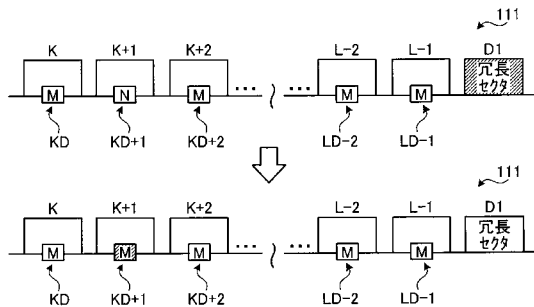 111
K K+1 K+2 L-2 L-1 D1
冗長
セクタ
M N M ... ... M M
KD KD+1 KD+2 LD-2 LD-1
111
K K+1 K+2 L-2 L-1 D1
冗長
セクタ
M M M ... ... M M
KD KD+1 KD+2 LD-2 LD-1